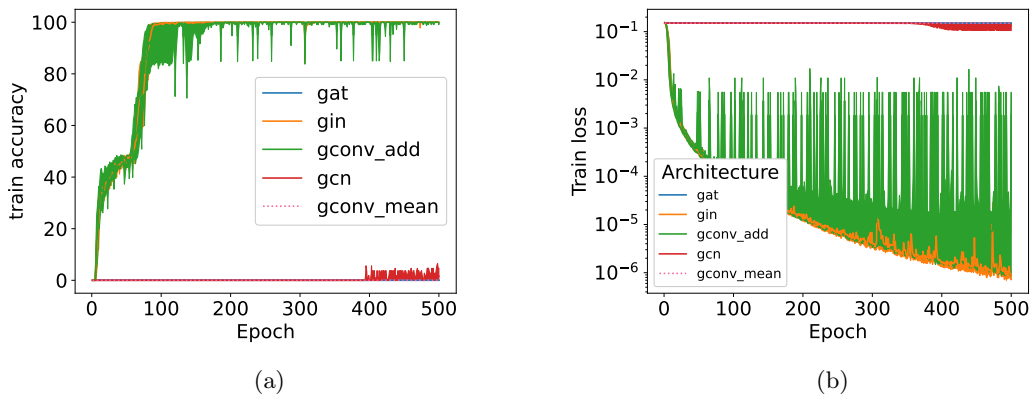 100
80
60
40
20
0
train accuracy
gat
gin
gconv_add
gcn
gconv_mean
0 100 200 300 400 500
Epoch
(a)
10⁻¹
10⁻²
10⁻³
10⁻⁴
10⁻⁵
10⁻⁶
Train loss
Architecture
gat
gin
gconv_add
gcn
gconv_mean
0 100 200 300 400 500
Epoch
(b)